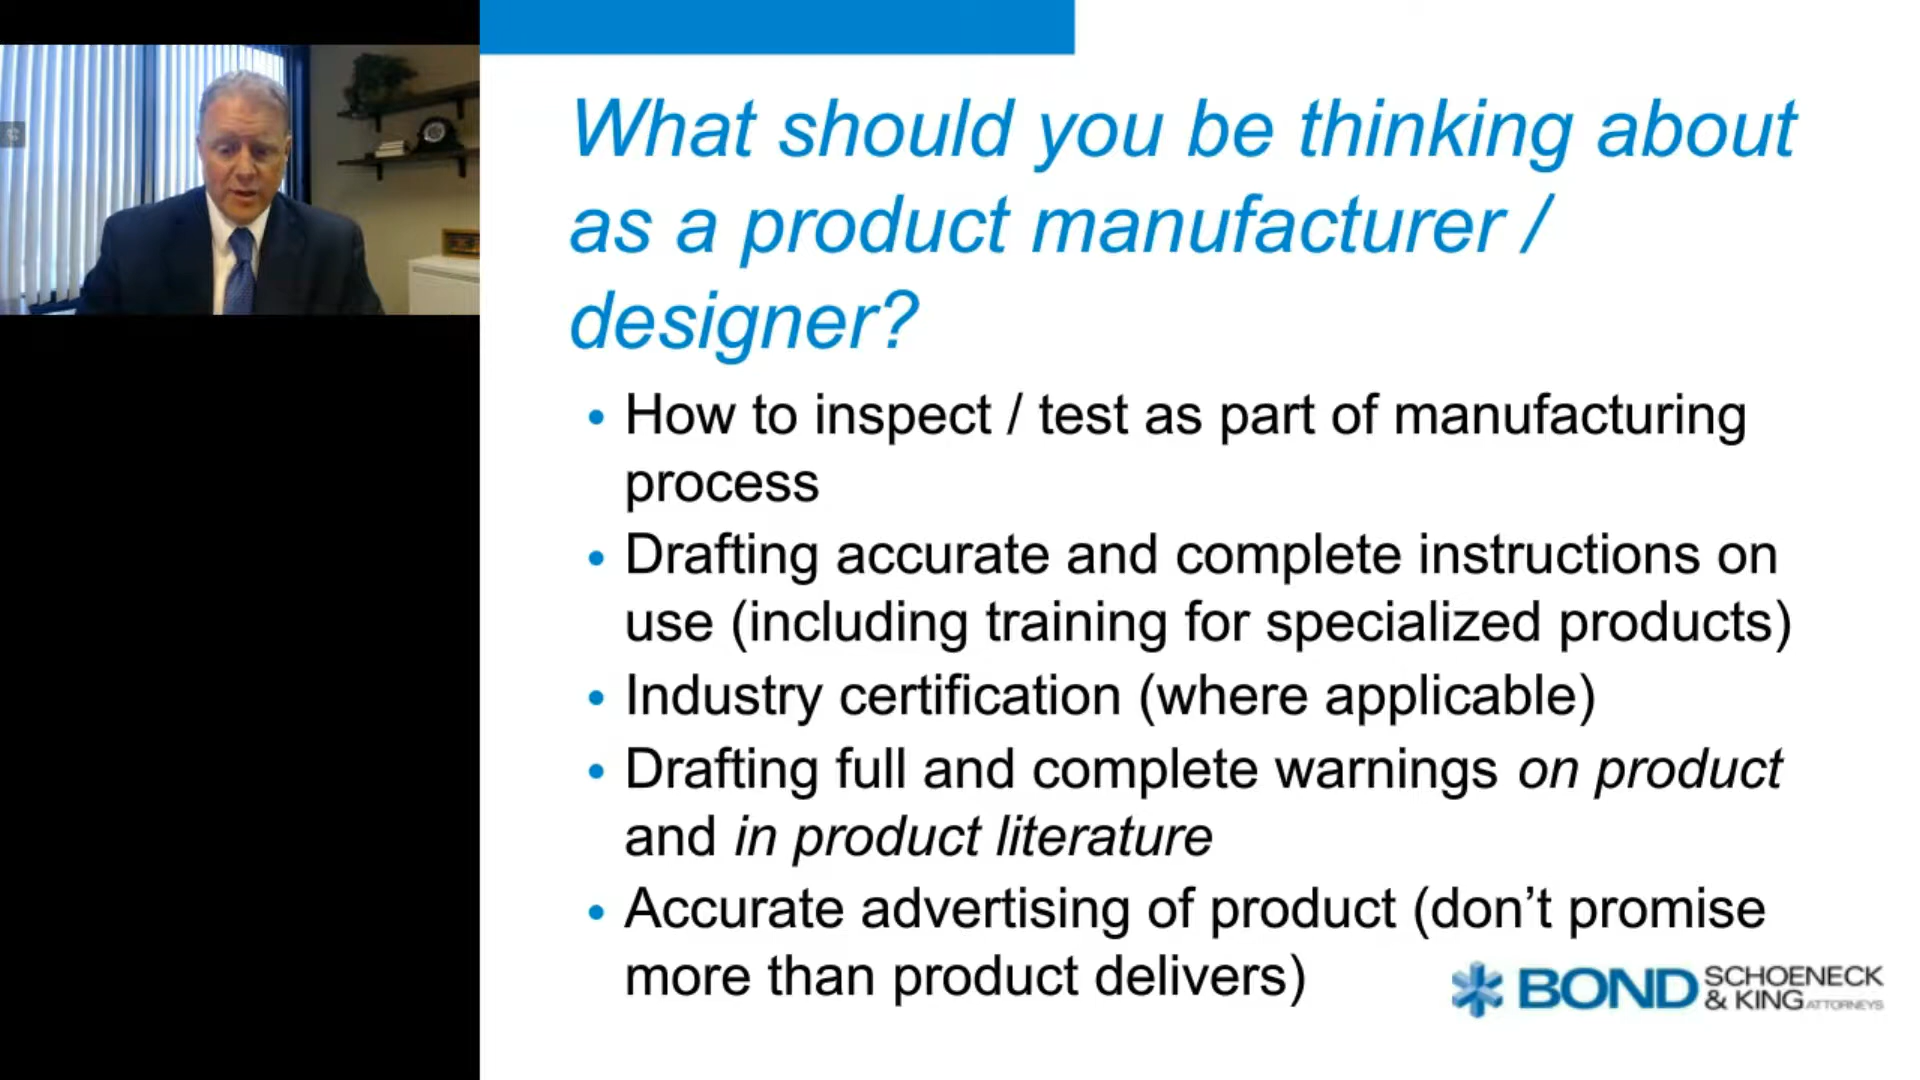 What should you be thinking about
as a product manufacturer /
designer?
• How to inspect / test as part of manufacturing
process
• Drafting accurate and complete instructions on
use (including training for specialized products)
• Industry certification (where applicable)
• Drafting full and complete warnings on product
and in product literature
• Accurate advertising of product (don’t promise
more than product delivers)
BOND SCHOENECK
& KING ATTORNEYS